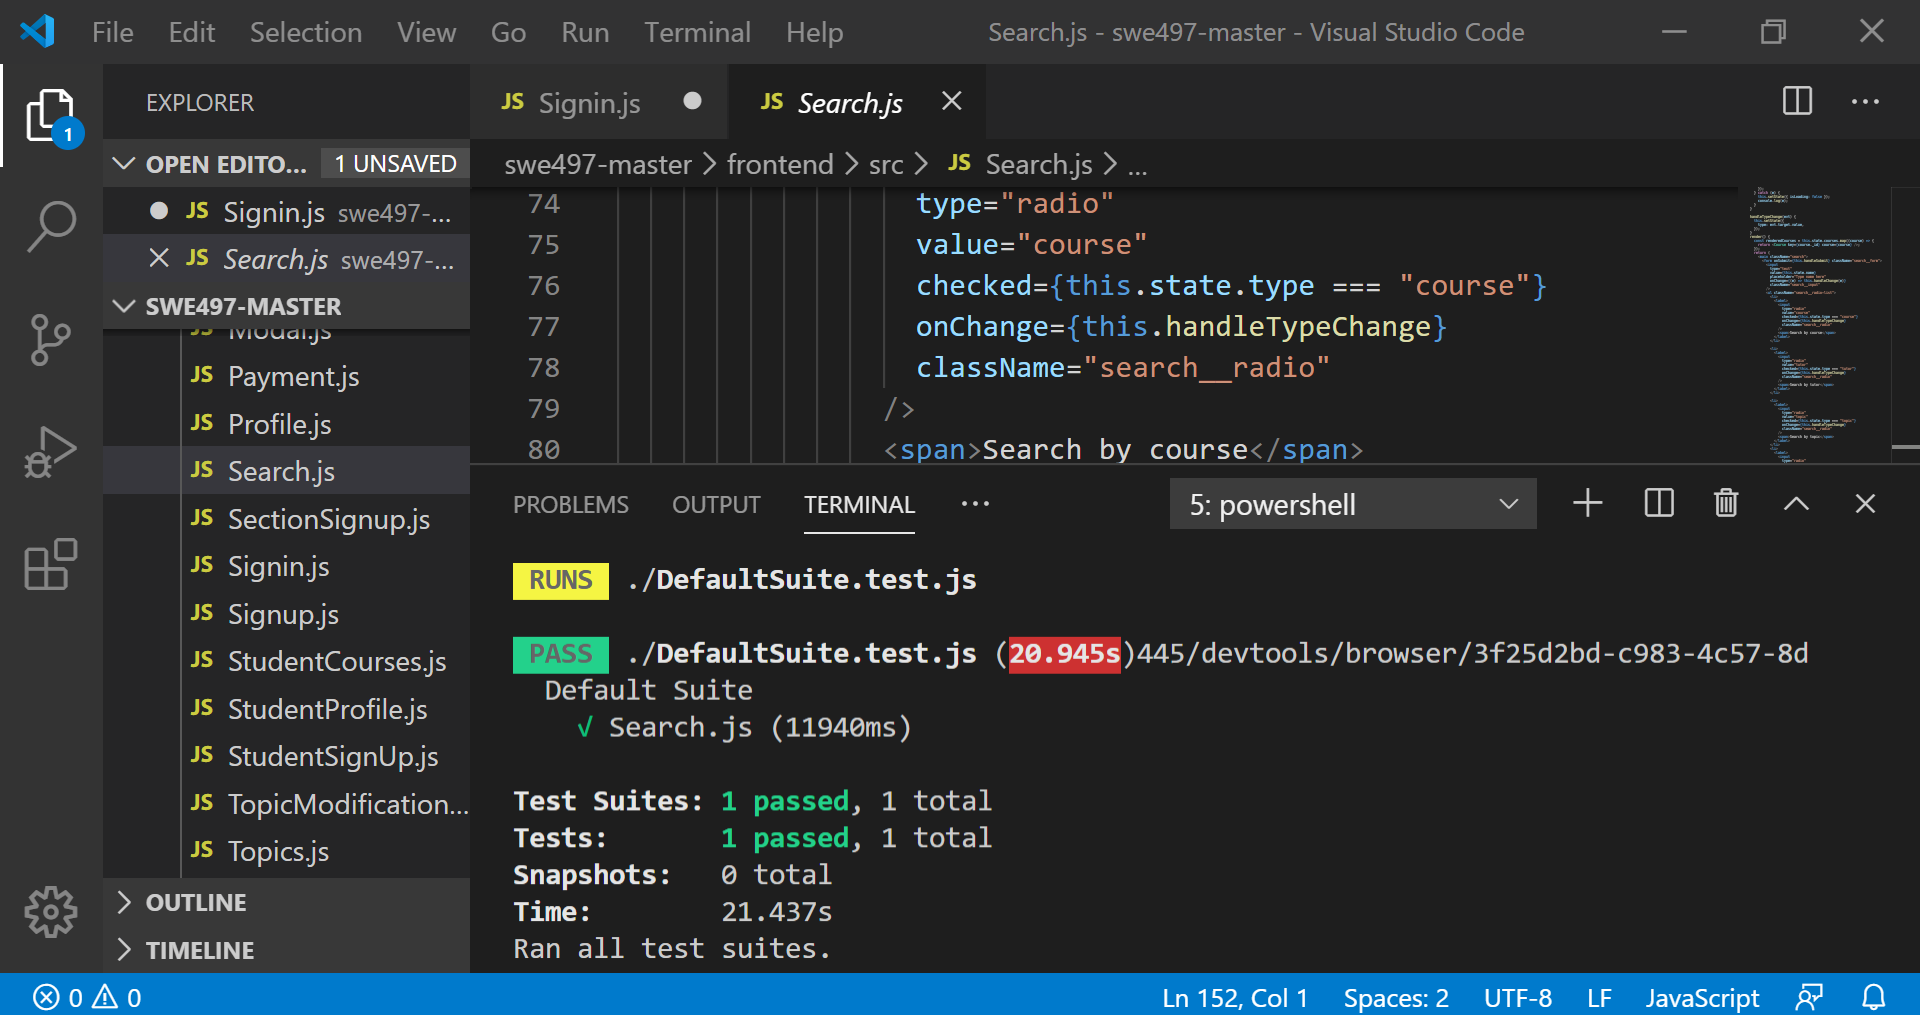 File Edit Selection View Go Run Terminal Help
Search.js - swe497-master - Visual Studio Code
1
EXPLORER
OPEN EDITO... 1 UNSAVED
JS Signin.js swe497-...
JS Search.js swe497-...
SWE497-MASTER
JS Modal.js
JS Payment.js
JS Profile.js
JS Search.js
JS SectionSignup.js
JS Signin.js
JS Signup.js
JS StudentCourses.js
JS StudentProfile.js
JS StudentSignUp.js
JS TopicModification...
JS Topics.js
OUTLINE
TIMELINE
JS Signin.js
JS Search.js
swe497-master > frontend > src > JS Search.js > ...
74 type="radio"
75 value="course"
76 checked={this.state.type === "course"}
77 onChange={this.handleTypeChange}
78 className="search__radio"
79 />
80 <span>Search by course</span>
PROBLEMS OUTPUT TERMINAL ...
5: powershell
RUNS ./DefaultSuite.test.js
PASS ./DefaultSuite.test.js (20.945s)445/devtools/browser/3f25d2bd-c983-4c57-8d
Default Suite
√ Search.js (11940ms)
Test Suites: 1 passed, 1 total
Tests: 1 passed, 1 total
Snapshots: 0 total
Time: 21.437s
Ran all test suites.
0 0
Ln 152, Col 1 Spaces: 2 UTF-8 LF JavaScript